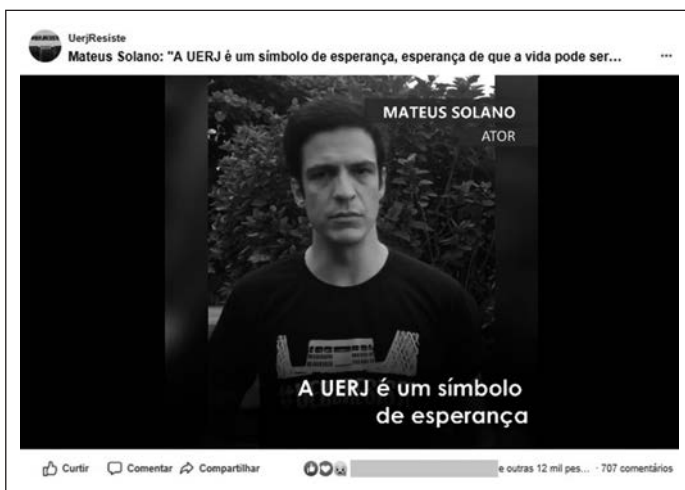 UerjResiste
Mateus Solano: "A UERJ é um símbolo de esperança, esperança de que a vida pode ser...
MATEUS SOLANO
ATOR
A UERJ é um símbolo
de esperança
Curtir Comentar Compartilhar e outras 12 mil pes... · 707 comentários